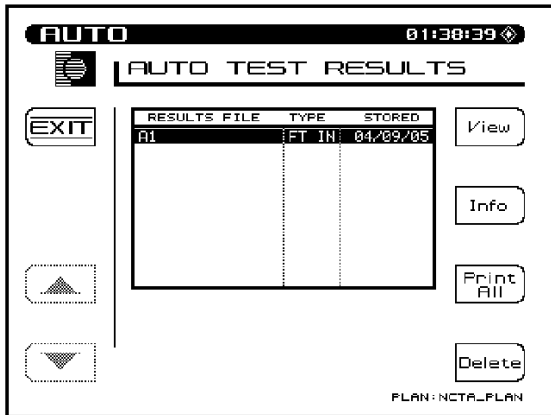 AUTO 01:38:39
AUTO TEST RESULTS
EXIT
RESULTS FILE TYPE STORED
A1 FT IN 04/09/05
View
Info
Print
All
Delete
PLAN:NCTA_PLAN